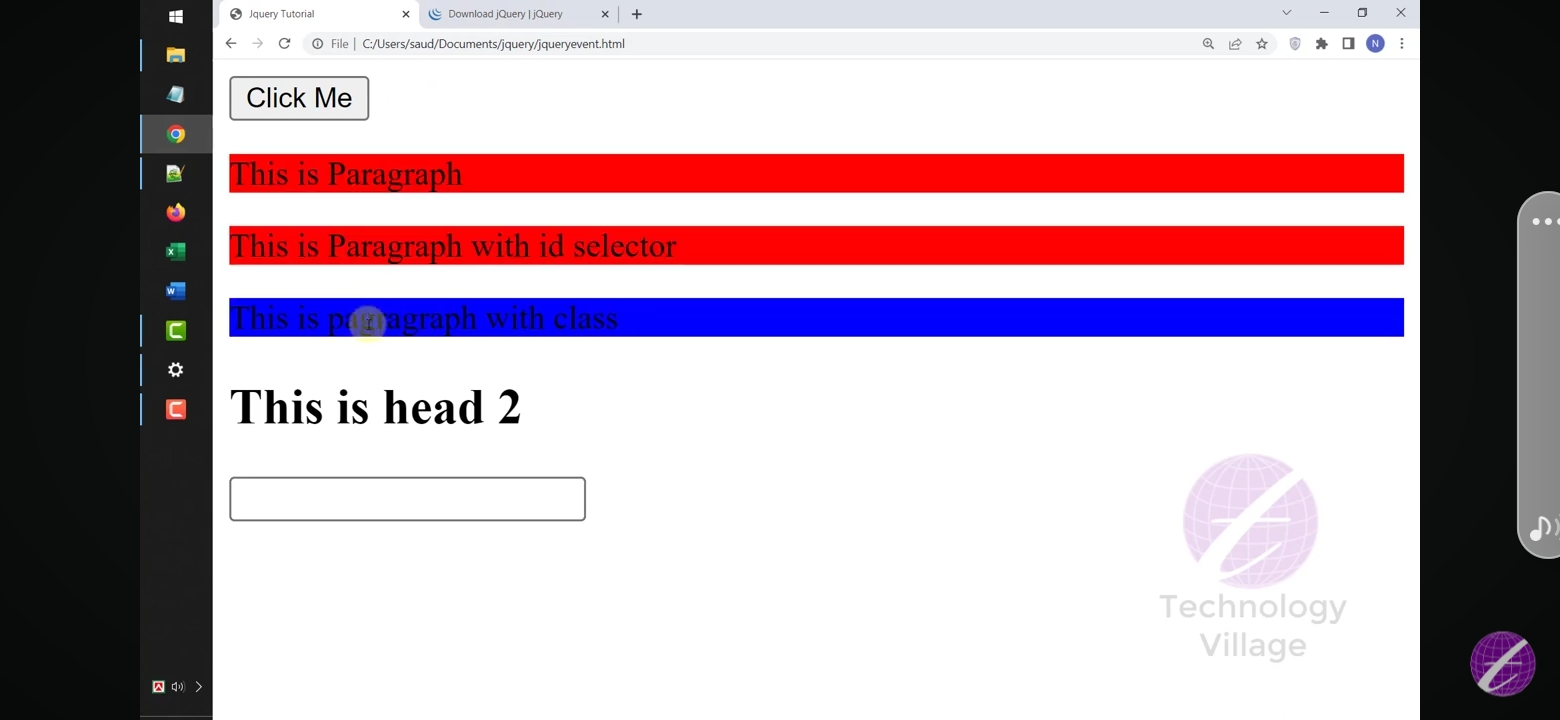 Jquery Tutorial
Download jQuery | jQuery
File
C:/Users/saud/Documents/jquery/jqueryevent.html
N
Click Me
This is Paragraph
This is Paragraph with id selector
This is parragraph with class
This is head 2
Technology
Village